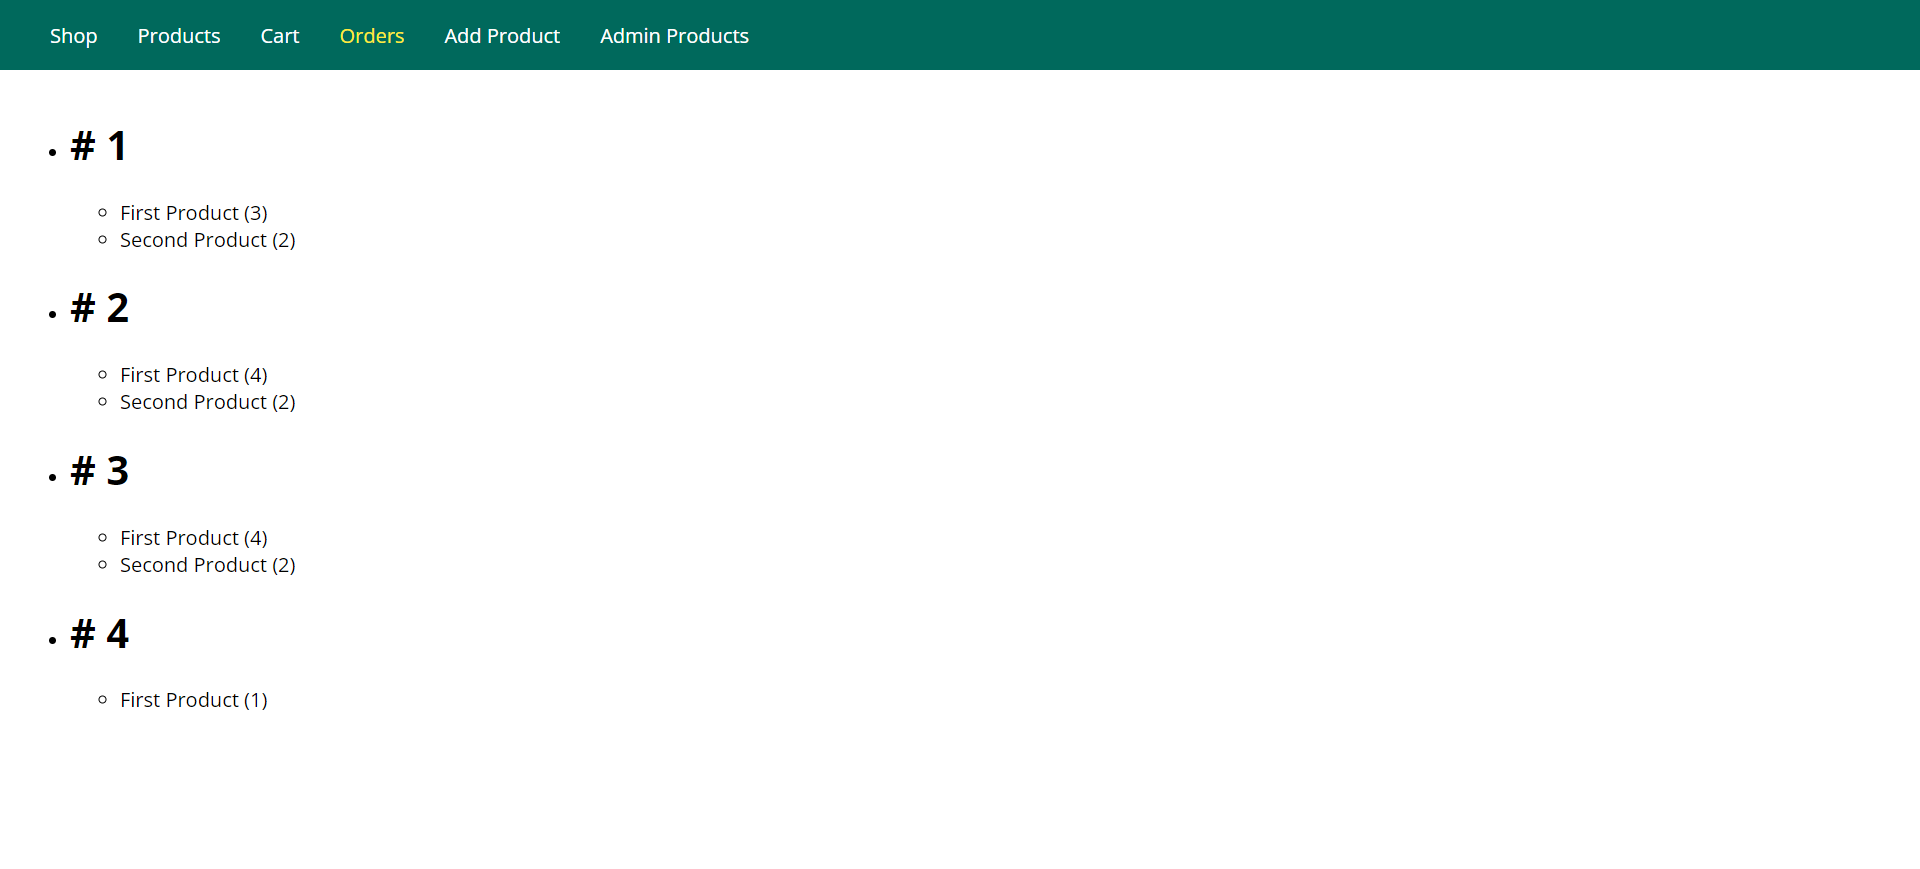 Shop Products Cart Orders Add Product Admin Products
# 1
First Product (3)
Second Product (2)
# 2
First Product (4)
Second Product (2)
# 3
First Product (4)
Second Product (2)
# 4
First Product (1)